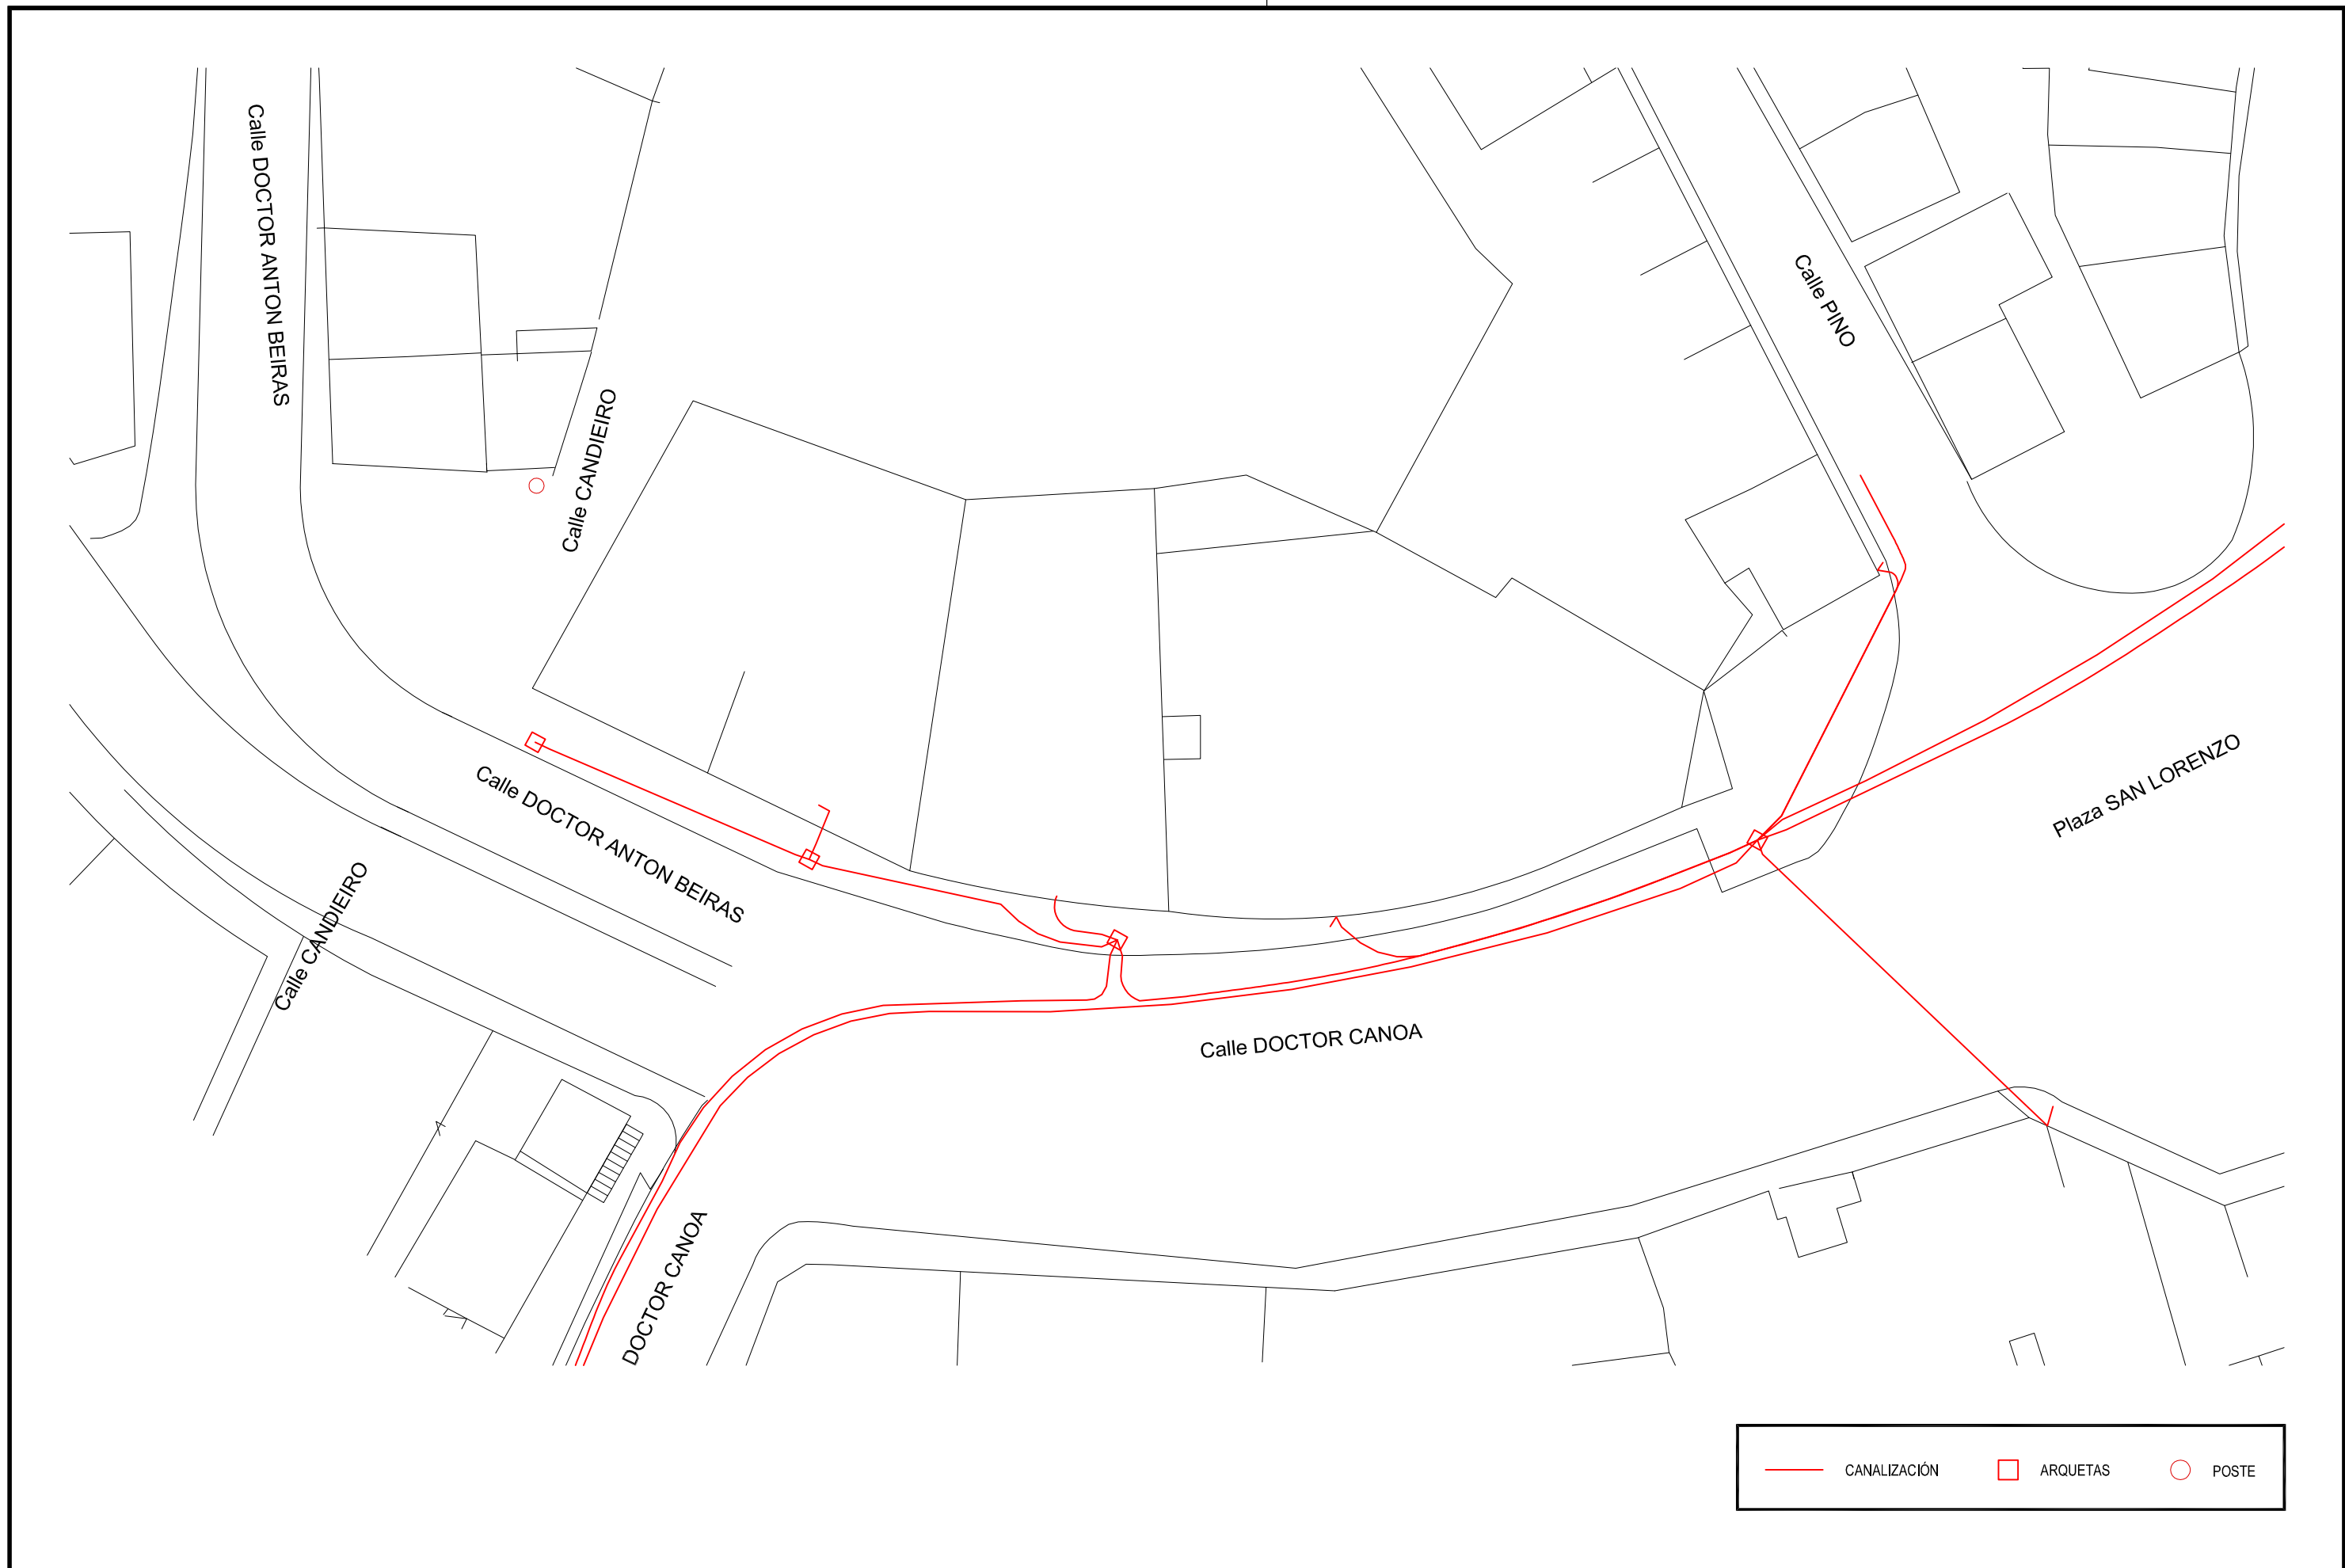 Calle DOCTOR ANTON BEIRAS
Calle PINO
Calle CANDIEIRO
Plaza SAN LORENZO
Calle DOCTOR ANTON BEIRAS
Calle CANDIEIRO
Calle DOCTOR CANOA
DOCTOR CANOA
CANALIZACIÓN
ARQUETAS
POSTE